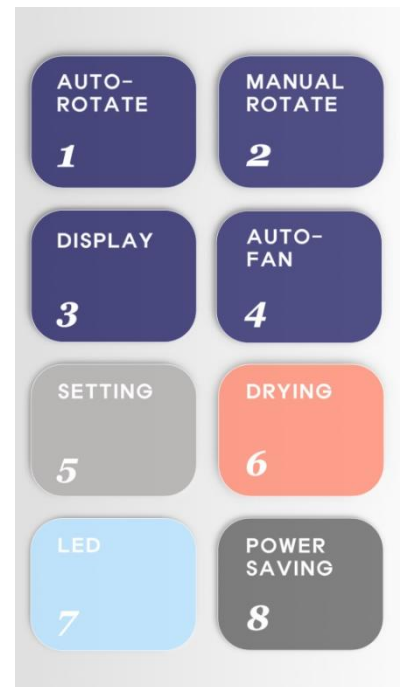 AUTO-
ROTATE
1
MANUAL
ROTATE
2
DISPLAY
3
AUTO-
FAN
4
SETTING
5
DRYING
6
LED
7
POWER
SAVING
8